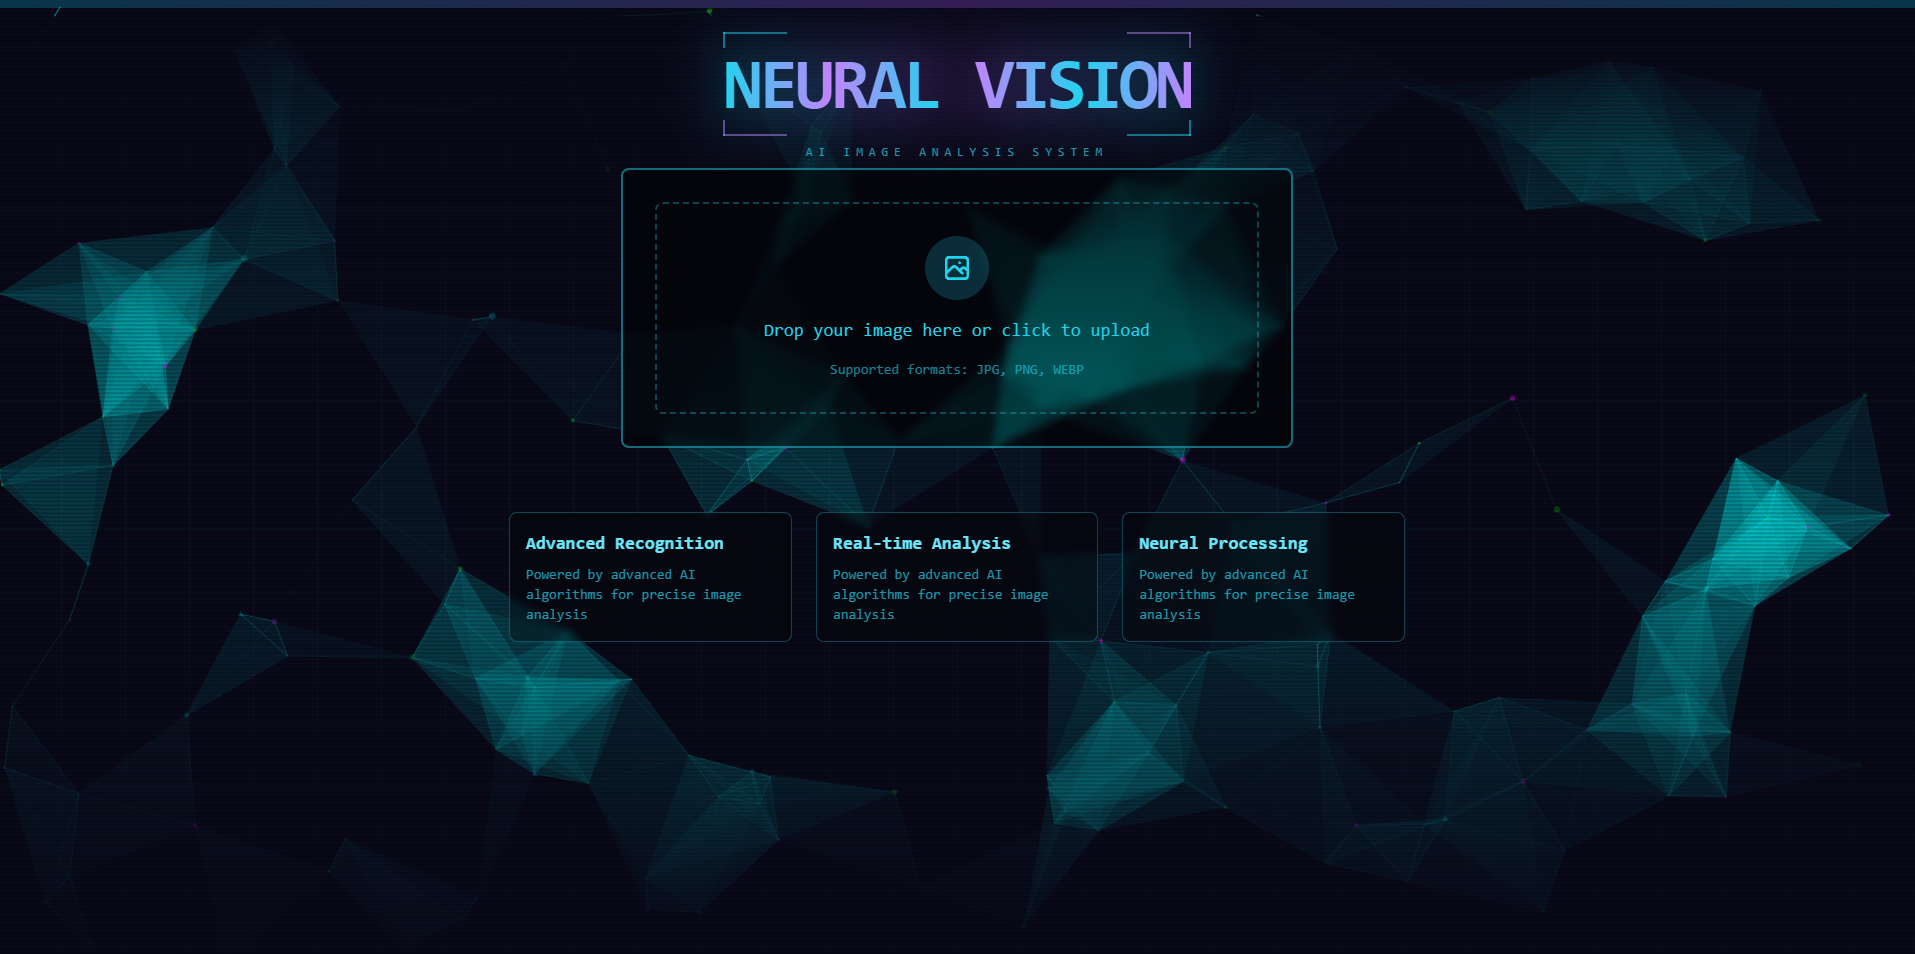 NEURAL VISION
AI IMAGE ANALYSIS SYSTEM
Drop your image here or click to upload
Supported formats: JPG, PNG, WEBP
Advanced Recognition
Powered by advanced AI
algorithms for precise image
analysis
Real-time Analysis
Powered by advanced AI
algorithms for precise image
analysis
Neural Processing
Powered by advanced AI
algorithms for precise image
analysis